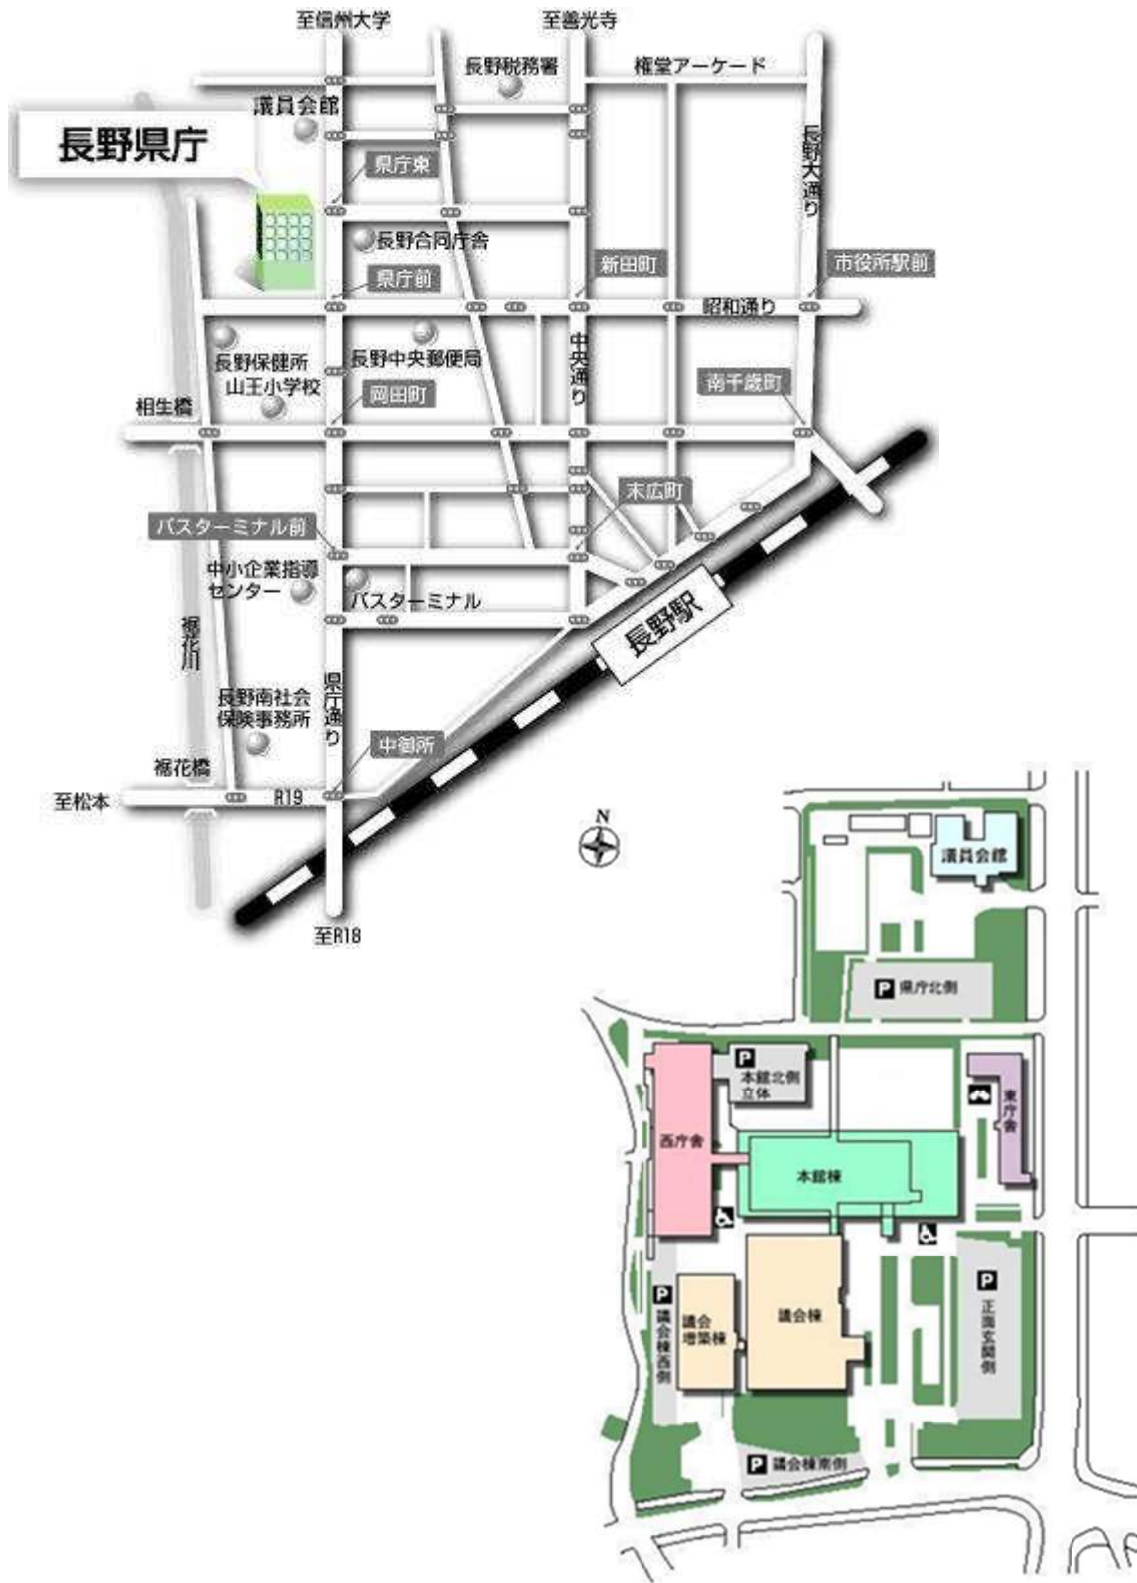 至信州大学
至善光寺
長野税務署
権堂アーケード
議員会館
長野県庁
長野大通り
県庁東
長野合同庁舎
新田町
市役所駅前
県庁前
昭和通り
長野保健所
長野中央郵便局
中央通り
山王小学校
岡田町
南千歳町
相生橋
末広町
バスターミナル前
中小企業指導
センター
バスターミナル
長野駅
裾花川
長野南社会
保険事務所
県庁通り
中御所
裾花橋
至松本
R19
至R18
N
議員会館
P 県庁北側
P
本館北側
立体
東庁舎
西庁舎
本館棟
P
議会棟西側
議会
増築棟
議会棟
P
正面玄関側
P 議会棟南側